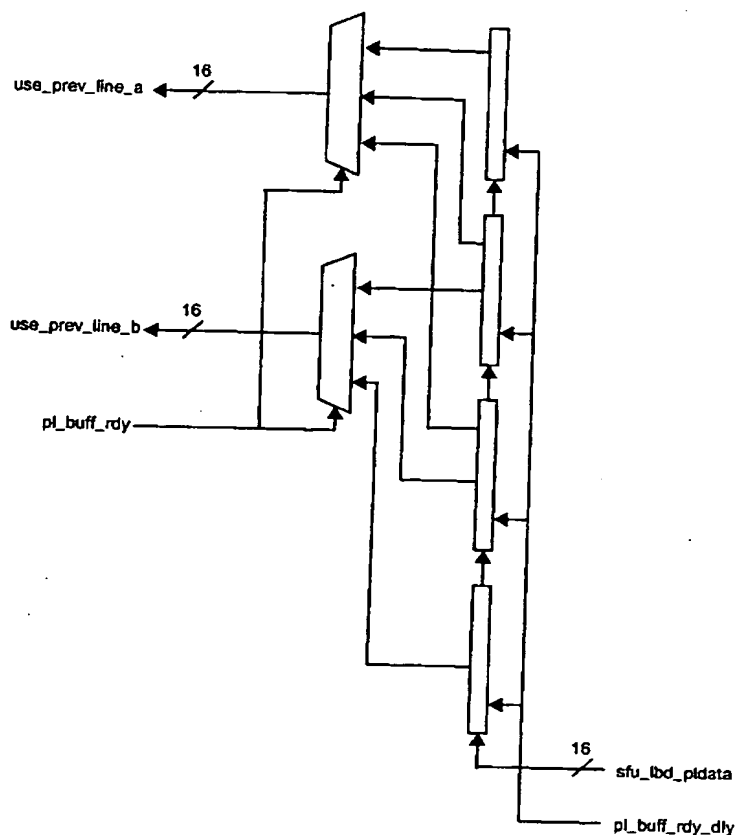 16
use_prev_line_a
16
use_prev_line_b
pl_buff_rdy
16
sfu_lbd_pldata
pl_buff_rdy_dly